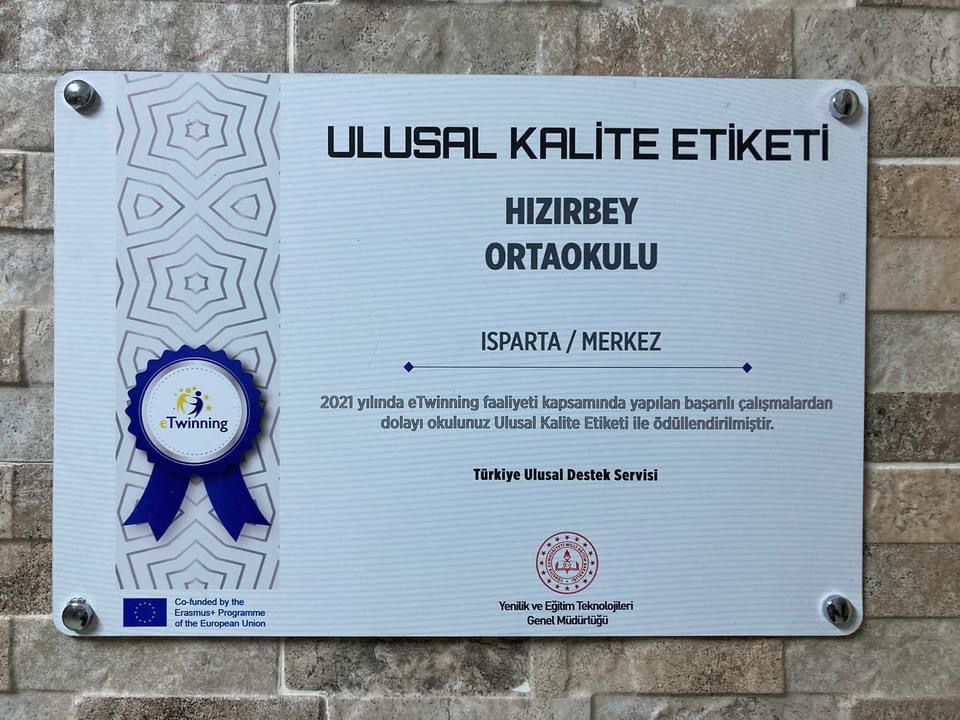 ULUSAL KALİTE ETİKETİ
HIZIRBEY
ORTAOKULU
ISPARTA / MERKEZ
2021 yılında eTwinning faaliyeti kapsamında yapılan başarılı çalışmalardan
dolayı okulunuz Ulusal Kalite Etiketi ile ödüllendirilmiştir.
Türkiye Ulusal Destek Servisi
eTwinning
Yenilik ve Eğitim Teknolojileri
Genel Müdürlüğü
Co-funded by the
Erasmus+ Programme
of the European Union